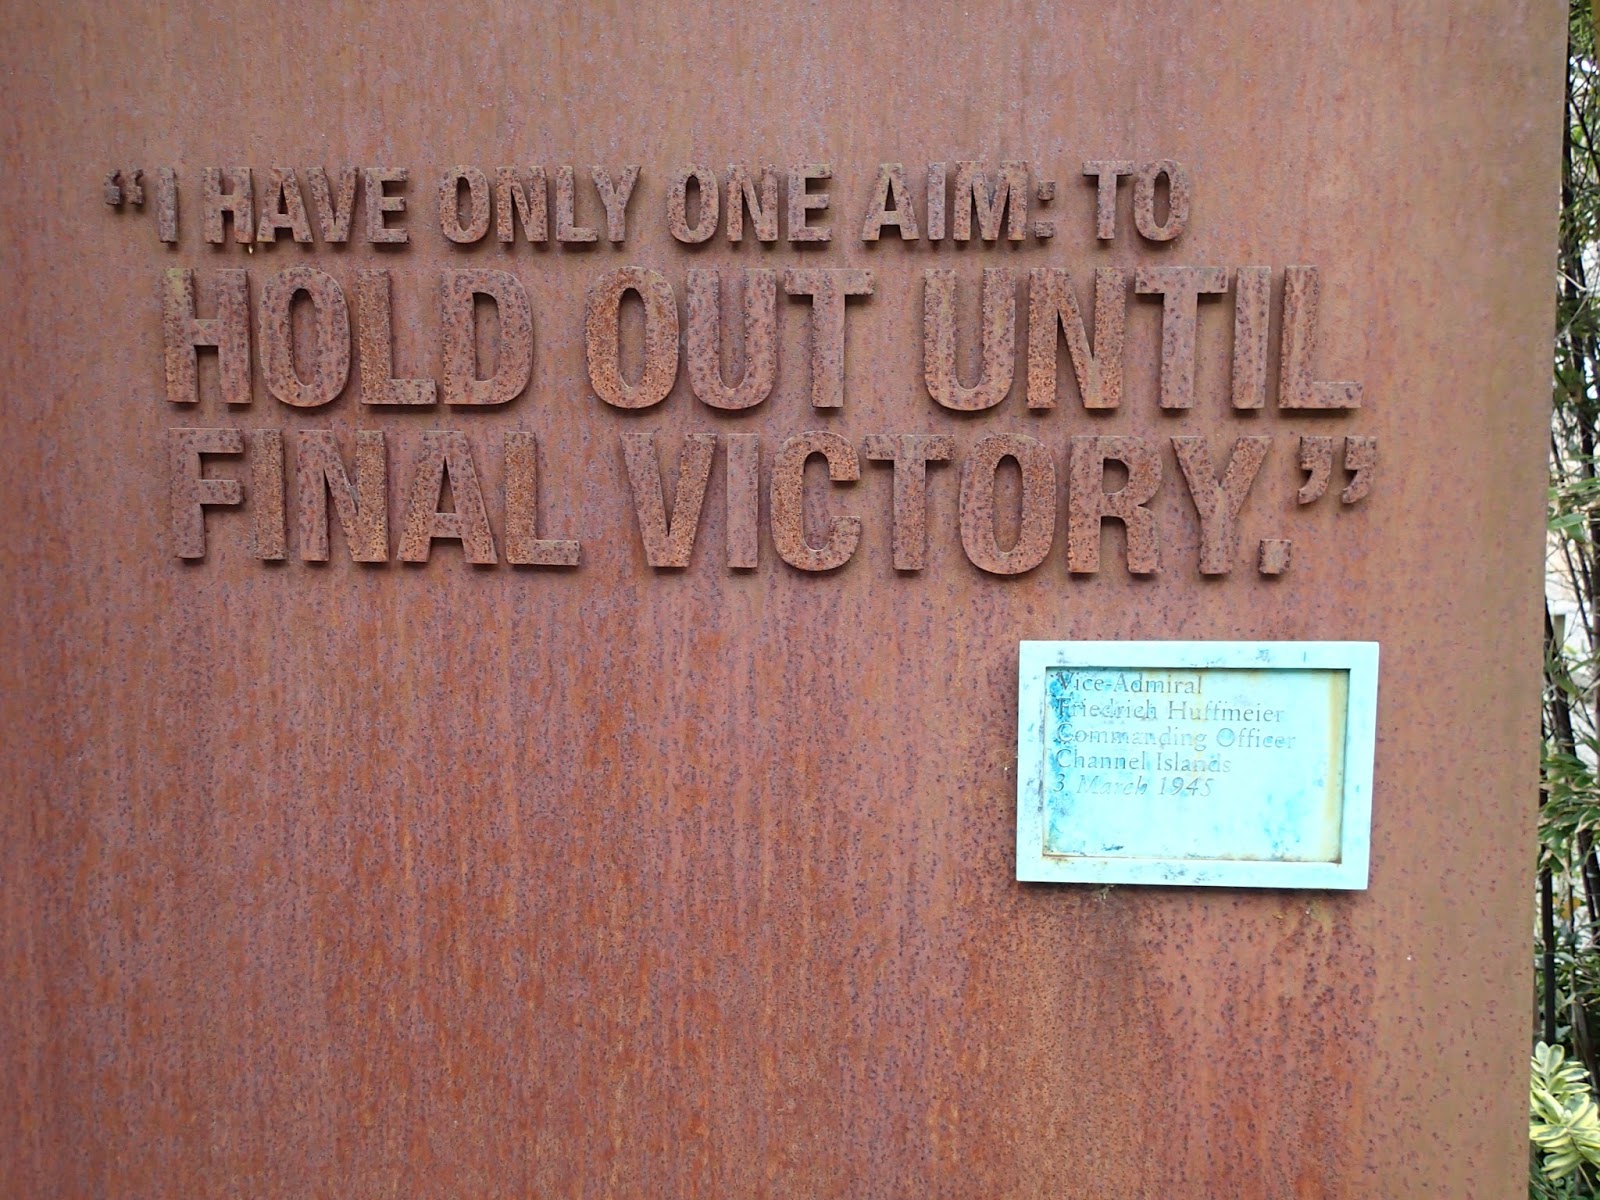 “I HAVE ONLY ONE AIM: TO
HOLD OUT UNTIL
FINAL VICTORY.”
Vice-Admiral
Friedrich Huffmeier
Commanding Officer
Channel Islands
3 March 1945